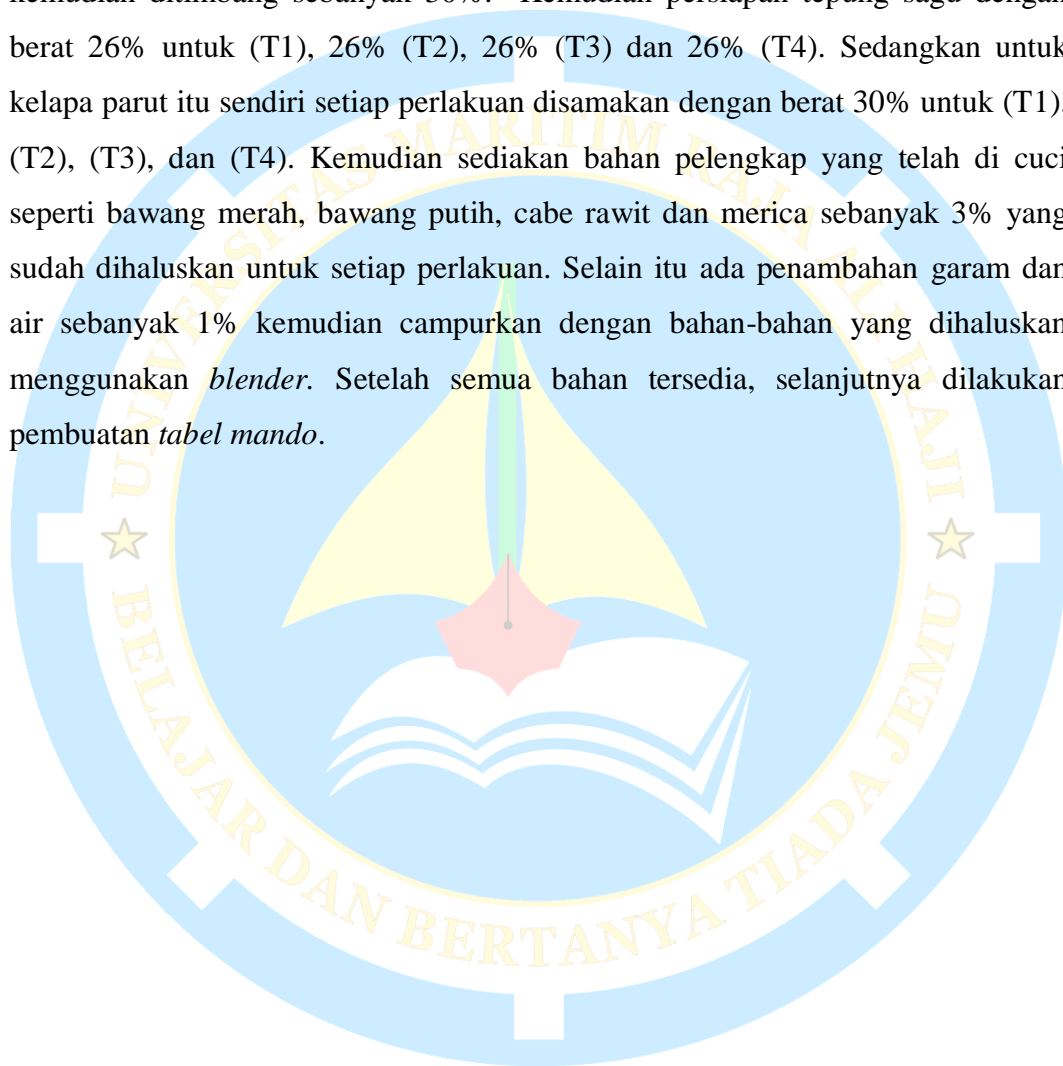 kemudian ditimbang sebanyak 30%. Kemudian persiapan tepung sagu dengan
berat 26% untuk (T1), 26% (T2), 26% (T3) dan 26% (T4). Sedangkan untuk
kelapa parut itu sendiri setiap perlakuan disamakan dengan berat 30% untuk (T1),
(T2), (T3), dan (T4). Kemudian sediakan bahan pelengkap yang telah di cuci
seperti bawang merah, bawang putih, cabe rawit dan merica sebanyak 3% yang
sudah dihaluskan untuk setiap perlakuan. Selain itu ada penambahan garam dan
air sebanyak 1% kemudian campurkan dengan bahan-bahan yang dihaluskan
menggunakan blender. Setelah semua bahan tersedia, selanjutnya dilakukan
pembuatan tabel mando.
UNIVERSITAS MARITIM RAJA ALI HAJI
BELAJAR DAN BERTANYA TIADA JEMU